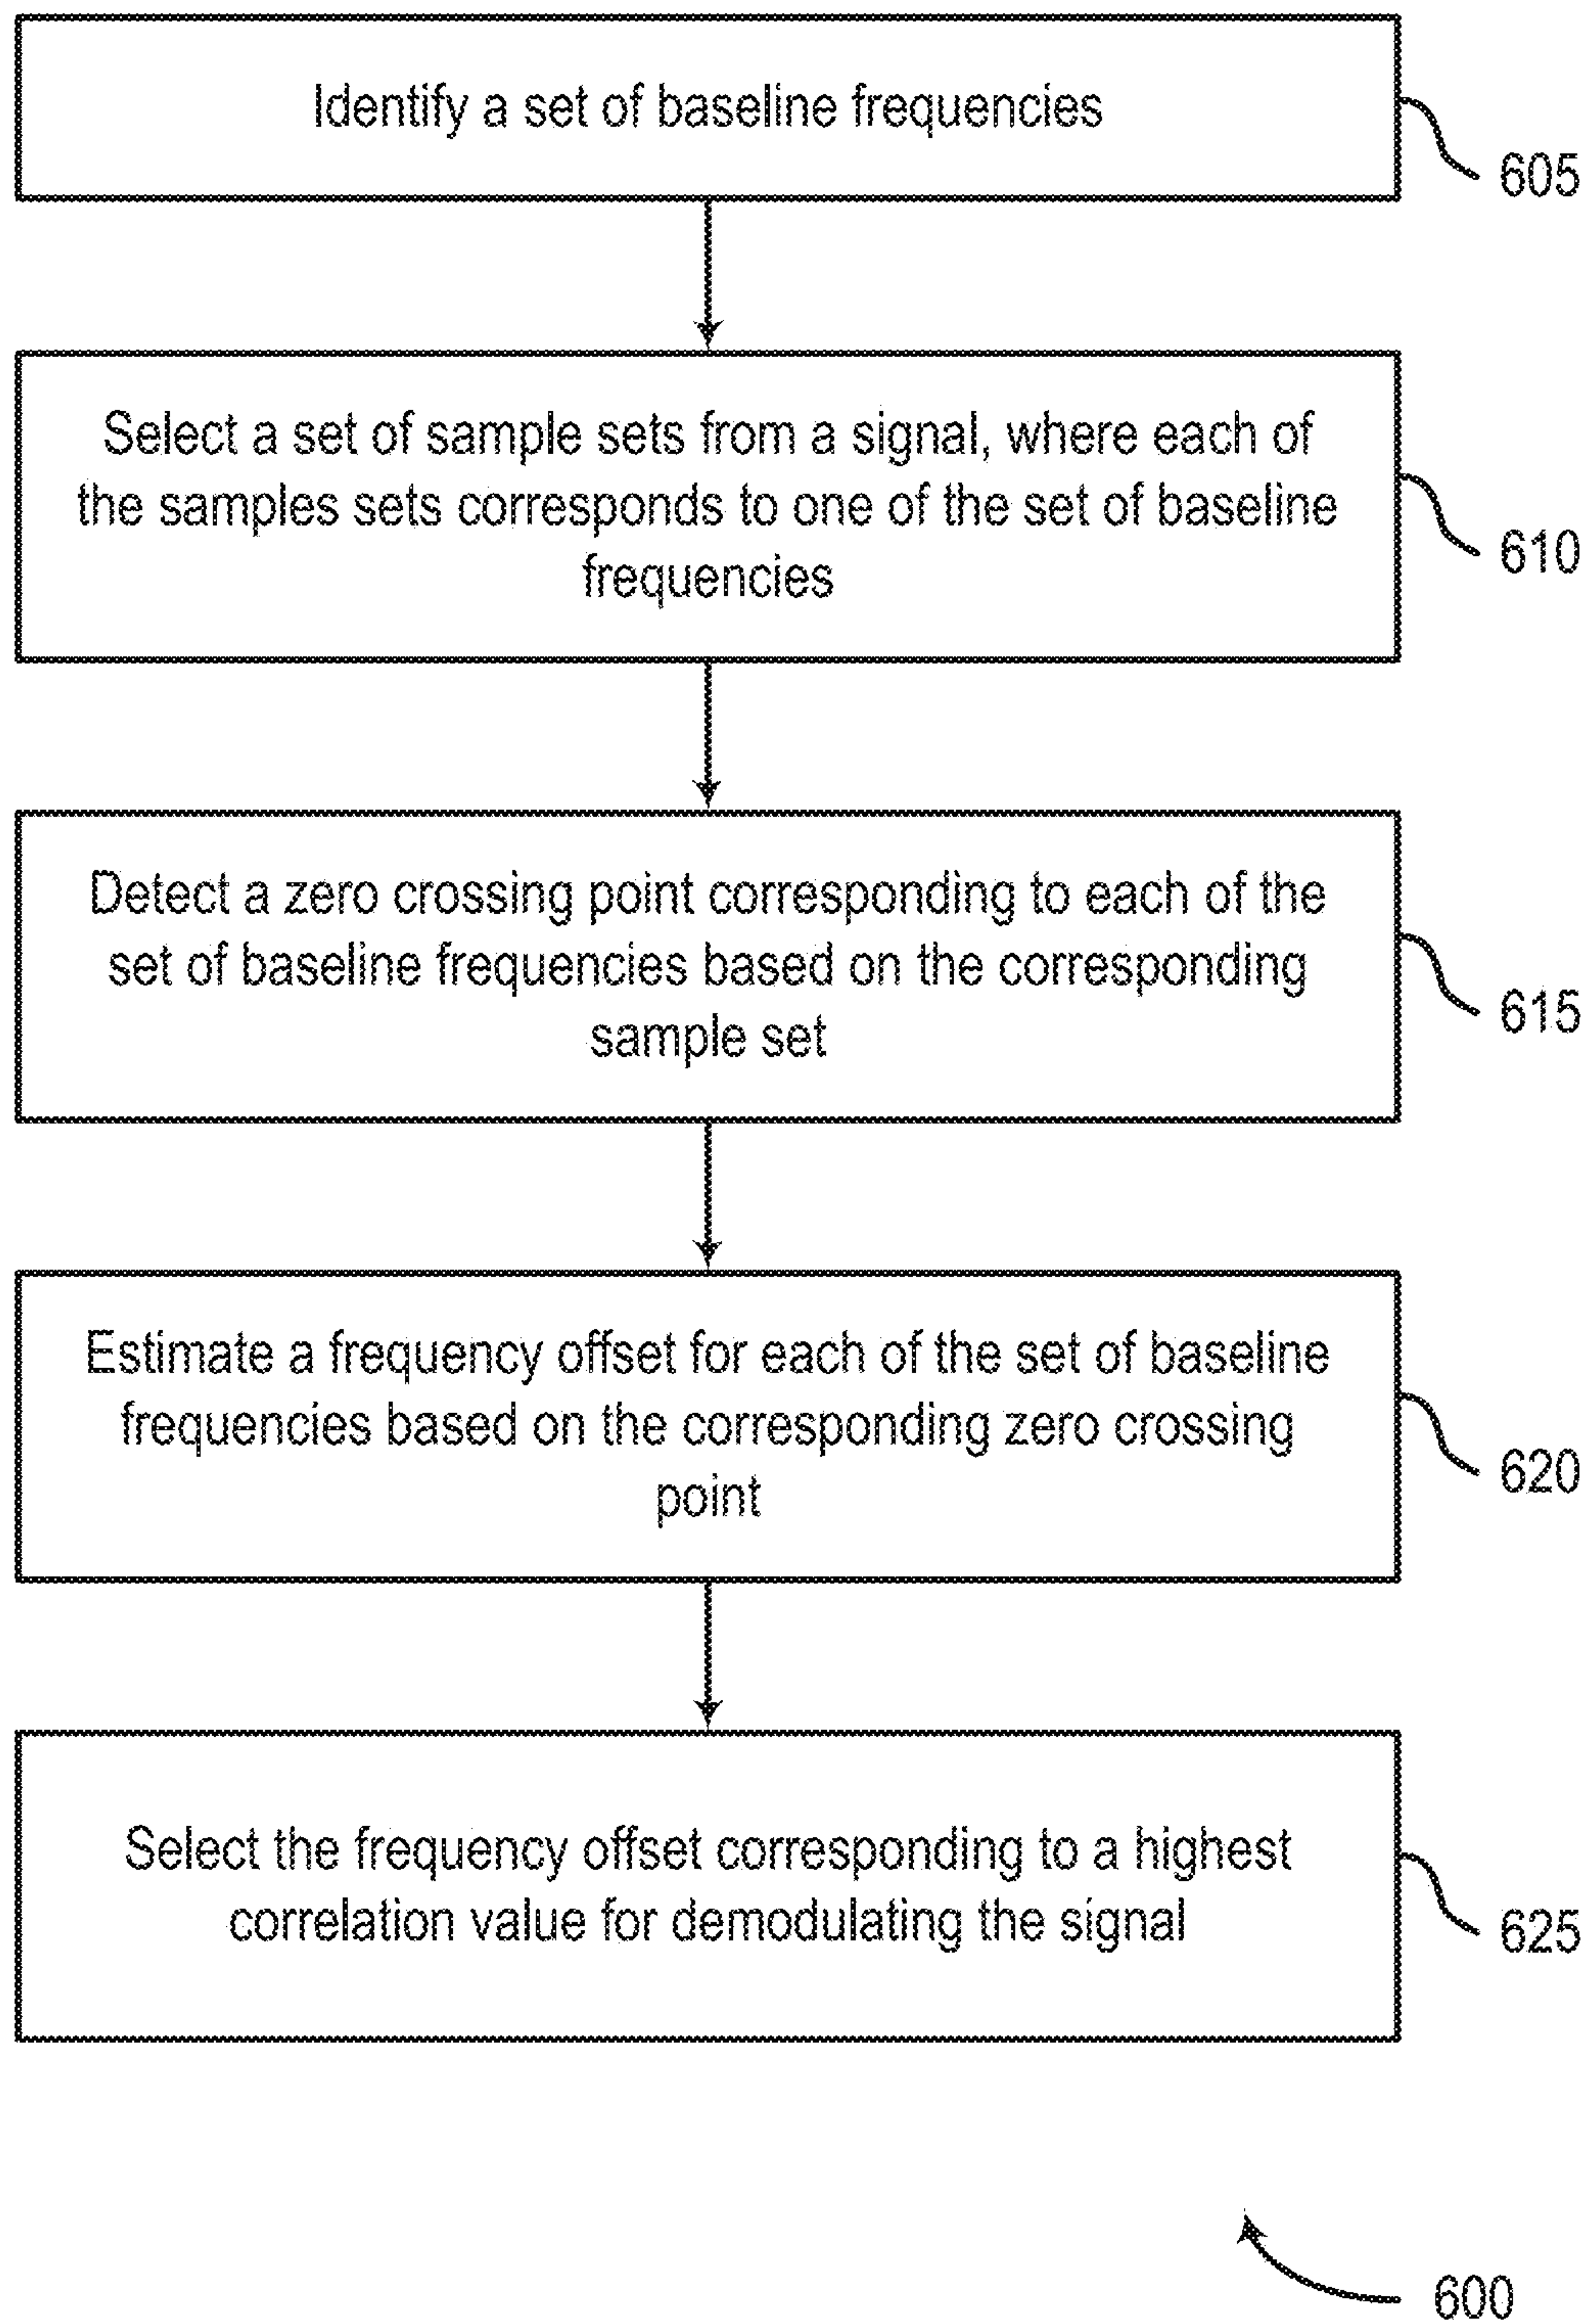 Identify a set of baseline frequencies
605
Select a set of sample sets from a signal, where each of
the samples sets corresponds to one of the set of baseline
frequencies
610
Detect a zero crossing point corresponding to each of the
set of baseline frequencies based on the corresponding
sample set
615
Estimate a frequency offset for each of the set of baseline
frequencies based on the corresponding zero crossing
point
620
Select the frequency offset corresponding to a highest
correlation value for demodulating the signal
625
600